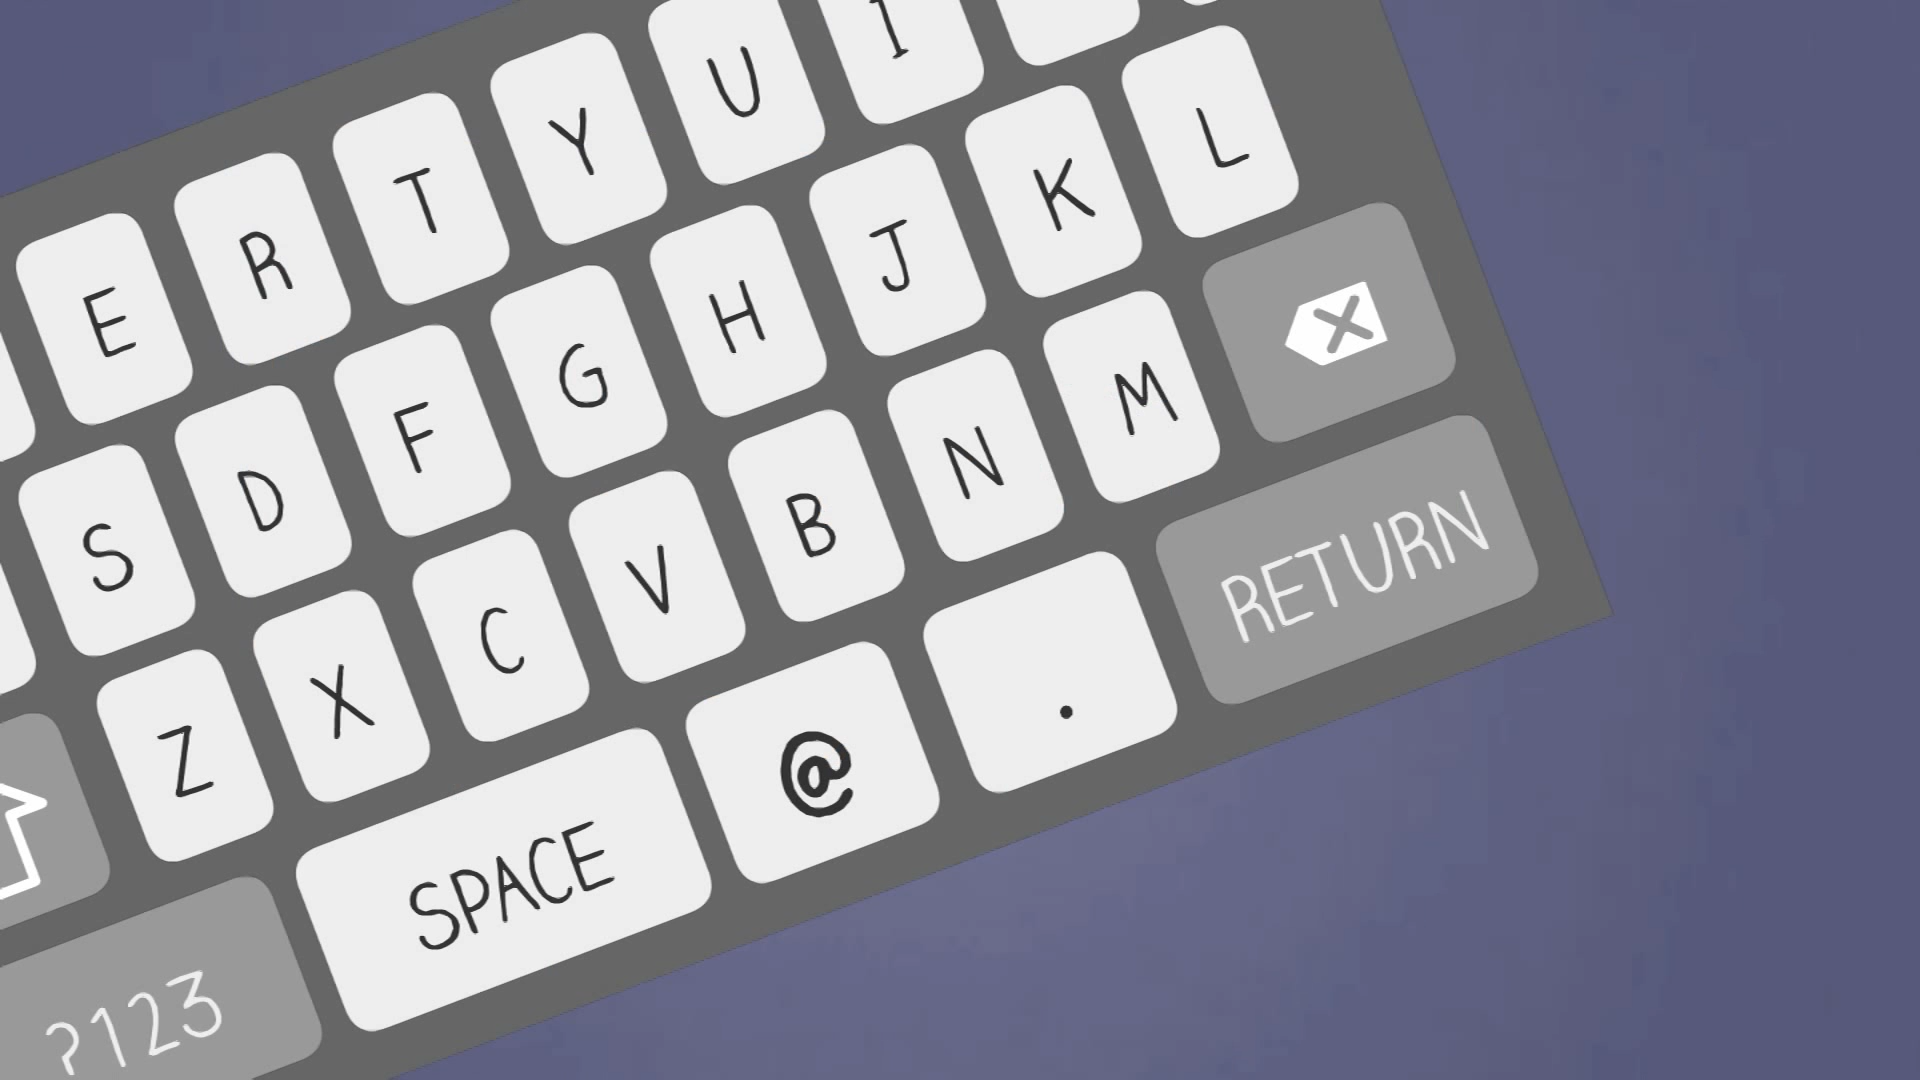 E R T Y U I
S D F G H J K L
Z X C V B N M
?123 SPACE @ . RETURN